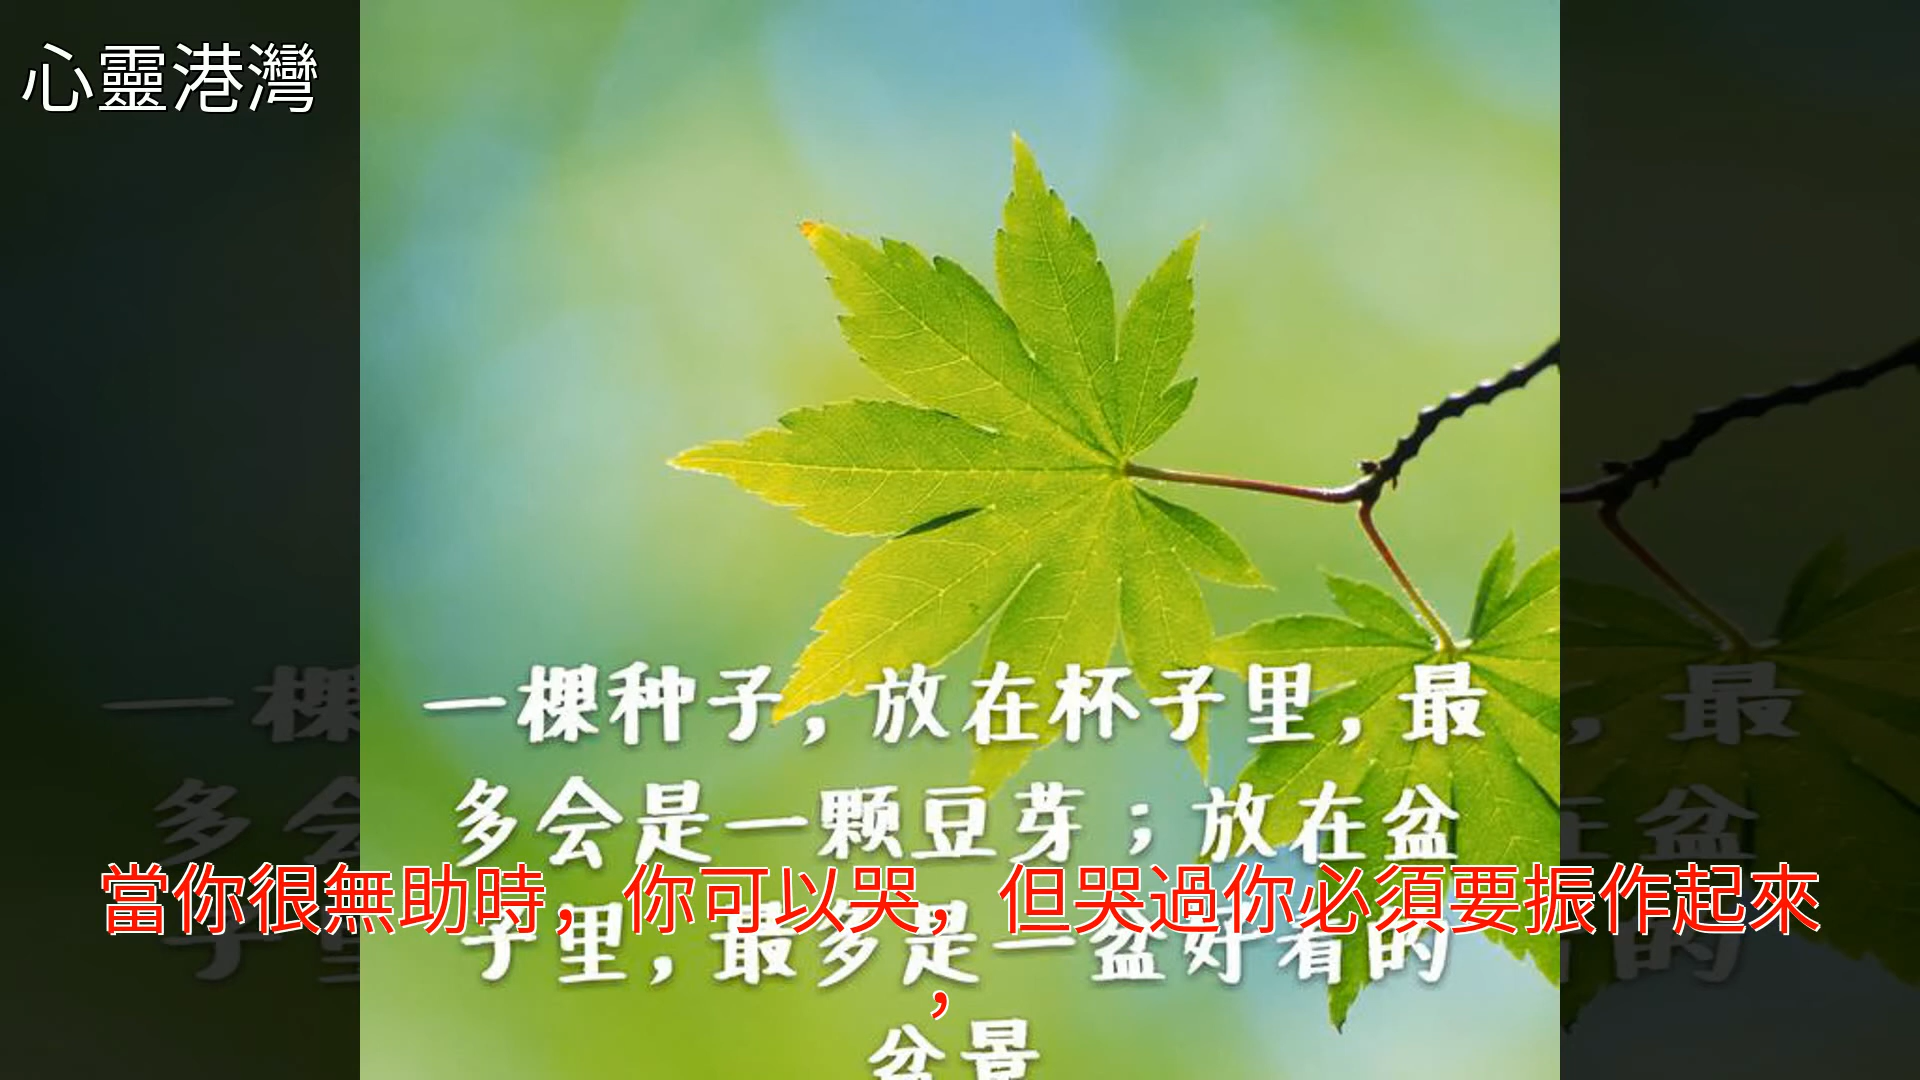 心靈港灣
一棵种子，放在杯子里，最
多会是一颗豆芽；放在盆
當你很無助時，你可以哭，但哭過你必須要振作起來
，
子里，最多是一盆好看的
盆景